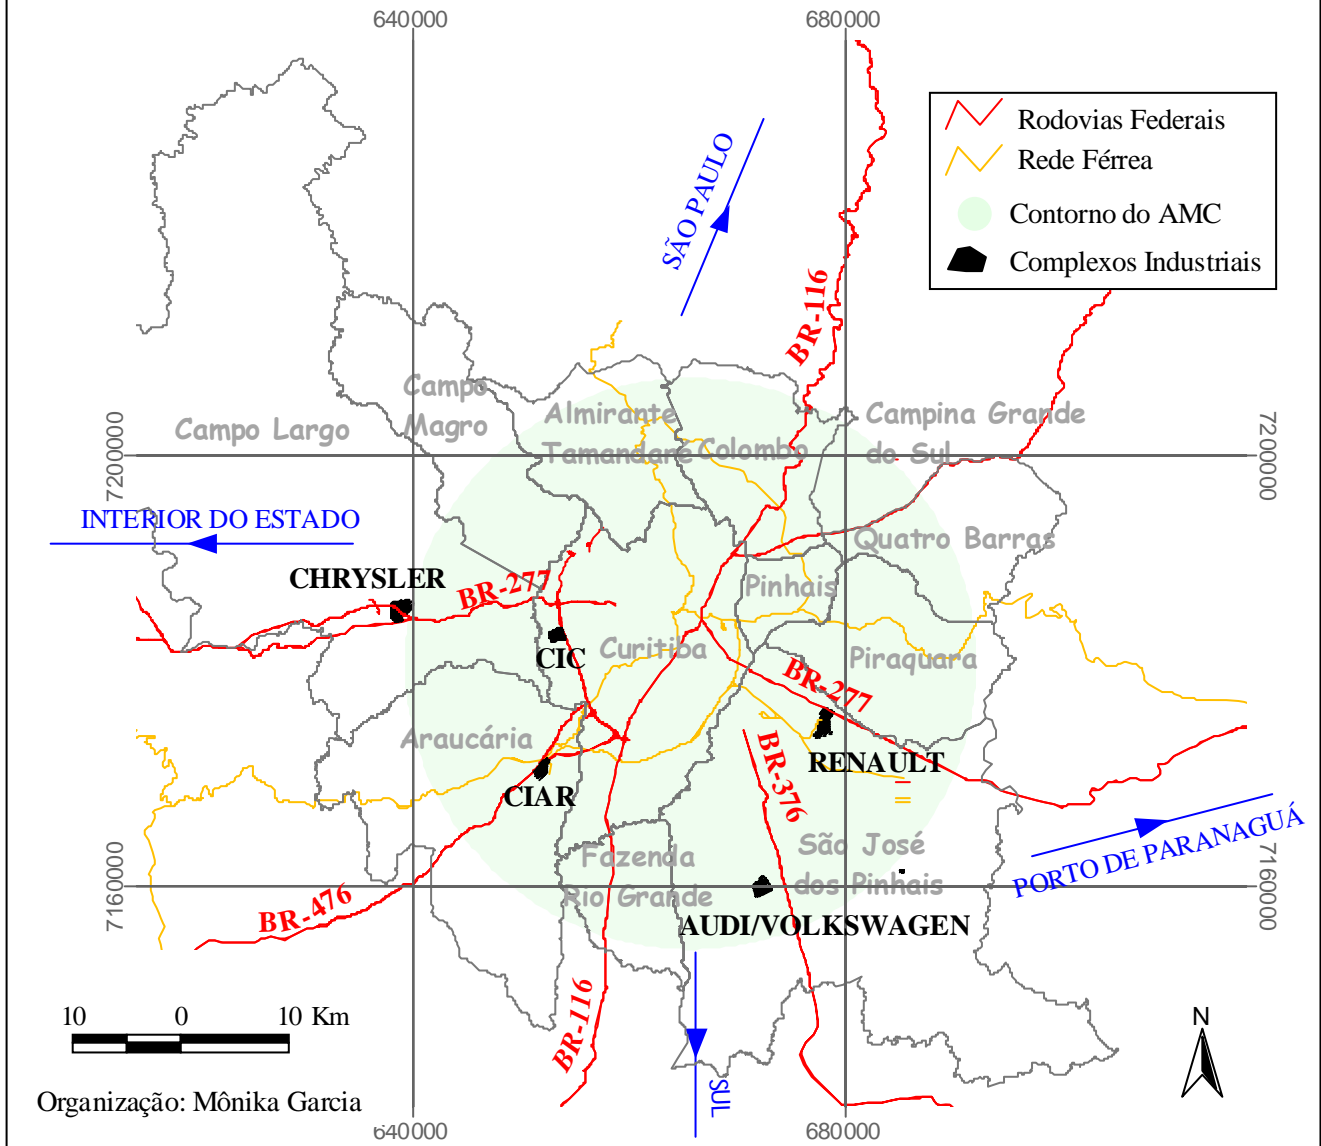 640000
680000
Rodovias Federais
Rede Férrea
Contorno do AMC
Complexos Industriais
SÃO PAULO
BR-116
Campo
Magro
Almirante
Tamandaré
Colombo
Campina Grande
do Sul
Campo Largo
7200000
7200000
INTERIOR DO ESTADO
Quatro Barras
CHRYSLER
BR-277
Pinhais
CIC
Curitiba
Piraquara
BR-277
Araucária
RENAULT
CIAR
BR-376
PORTO DE PARANAGUÁ
São José
dos Pinhais
Fazenda
Rio Grande
7160000
7160000
BR-476
AUDI/VOLKSWAGEN
BR-116
SUL
10 0 10 Km
N
Organização: Mônika Garcia
640000
680000